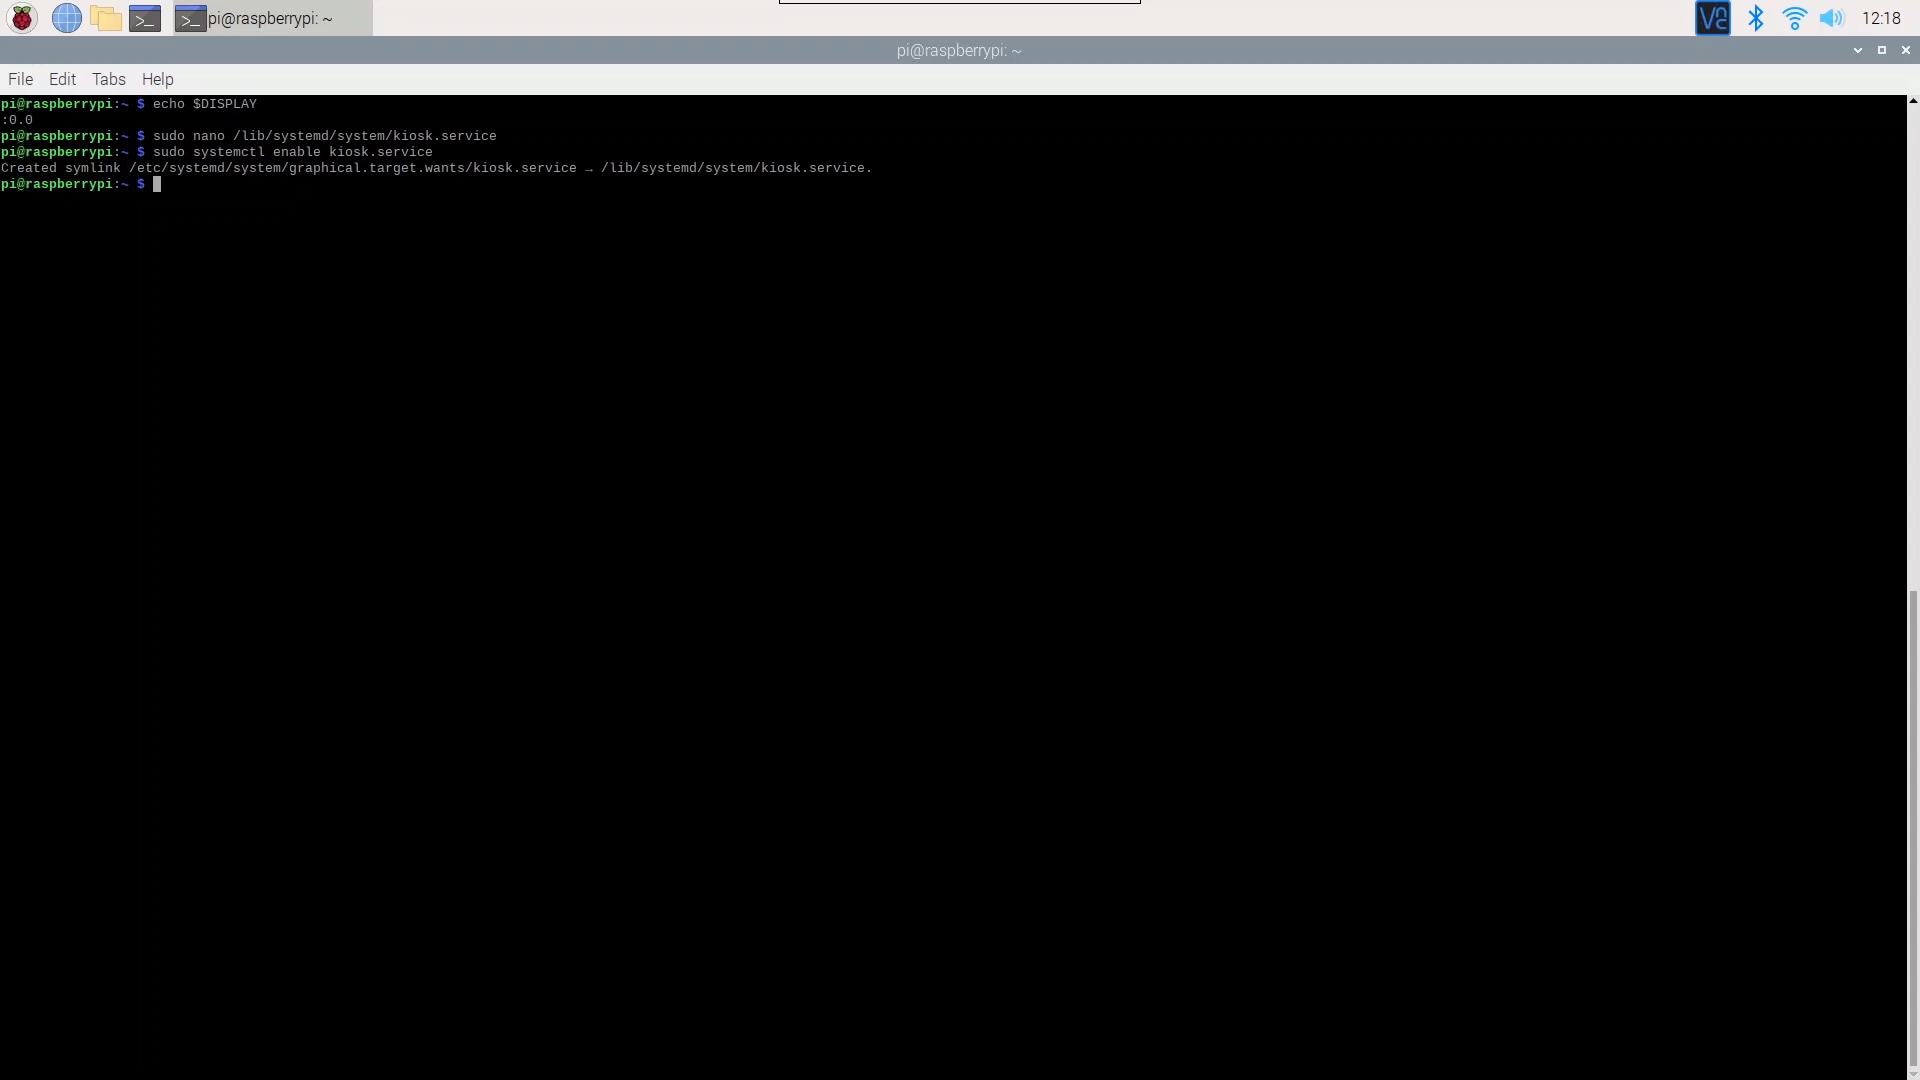 pi@raspberrypi: ~
12:18
pi@raspberrypi: ~
File Edit Tabs Help
pi@raspberrypi:~ $ echo $DISPLAY
:0.0
pi@raspberrypi:~ $ sudo nano /lib/systemd/system/kiosk.service
pi@raspberrypi:~ $ sudo systemctl enable kiosk.service
Created symlink /etc/systemd/system/graphical.target.wants/kiosk.service → /lib/systemd/system/kiosk.service.
pi@raspberrypi:~ $